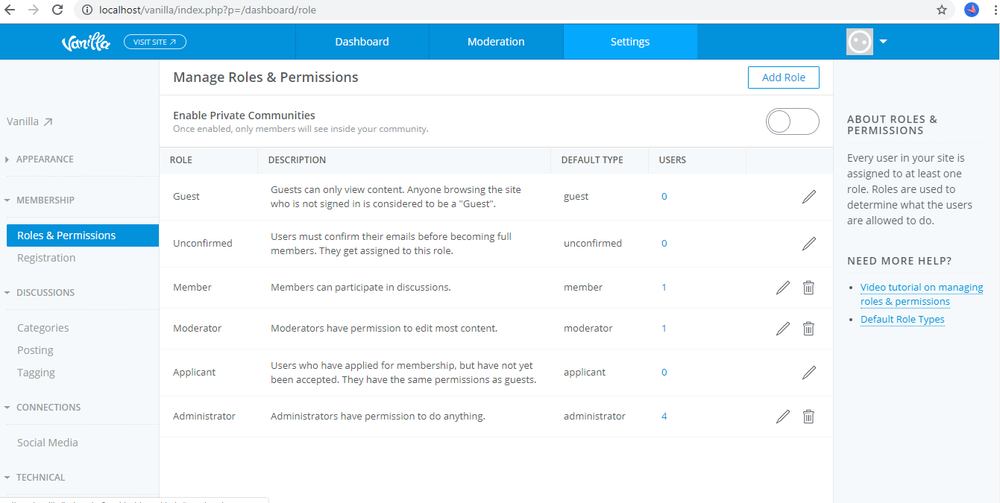 localhost/vanilla/index.php?p=/dashboard/role
Vanilla
VISIT SITE
Dashboard
Moderation
Settings
Vanilla
APPEARANCE
MEMBERSHIP
Roles & Permissions
Registration
DISCUSSIONS
Categories
Posting
Tagging
CONNECTIONS
Social Media
TECHNICAL
Manage Roles & Permissions
Add Role
Enable Private Communities
Once enabled, only members will see inside your community.
ROLE DESCRIPTION DEFAULT TYPE USERS
Guest
Guests can only view content. Anyone browsing the site
who is not signed in is considered to be a "Guest".
guest
0
Unconfirmed
Users must confirm their emails before becoming full
members. They get assigned to this role.
unconfirmed
0
Member
Members can participate in discussions.
member
1
Moderator
Moderators have permission to edit most content.
moderator
1
Applicant
Users who have applied for membership, but have not yet
been accepted. They have the same permissions as guests.
applicant
0
Administrator
Administrators have permission to do anything.
administrator
4
ABOUT ROLES &
PERMISSIONS
Every user in your site is
assigned to at least one
role. Roles are used to
determine what the users
are allowed to do.
NEED MORE HELP?
Video tutorial on managing
roles & permissions
Default Role Types